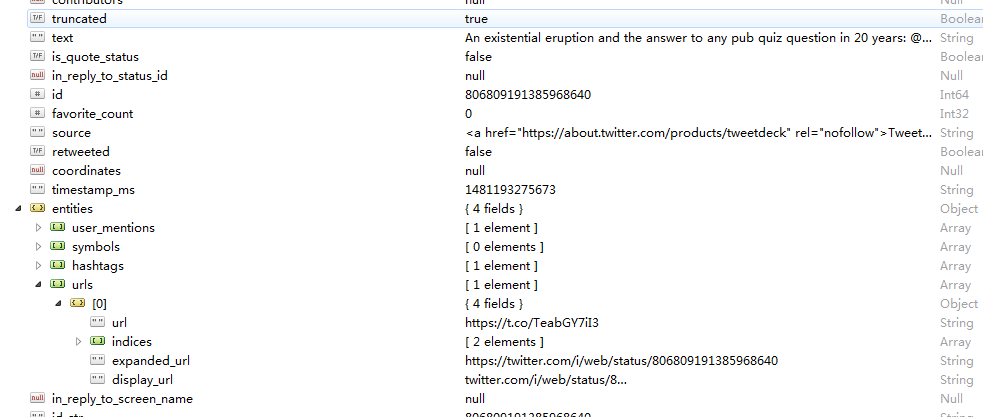 contributors null Null
truncated true Boolean
text An existential eruption and the answer to any pub quiz question in 20 years: @... String
is_quote_status false Boolean
in_reply_to_status_id null Null
id 806809191385968640 Int64
favorite_count 0 Int32
source <a href="https://about.twitter.com/products/tweetdeck" rel="nofollow">Tweet... String
retweeted false Boolean
coordinates null Null
timestamp_ms 1481193275673 String
entities { 4 fields } Object
user_mentions [ 1 element ] Array
symbols [ 0 elements ] Array
hashtags [ 1 element ] Array
urls [ 1 element ] Array
[0] { 4 fields } Object
url https://t.co/TeabGY7iI3 String
indices [ 2 elements ] Array
expanded_url https://twitter.com/i/web/status/806809191385968640 String
display_url twitter.com/i/web/status/8... String
in_reply_to_screen_name null Null
id_str 806809191385968640 String